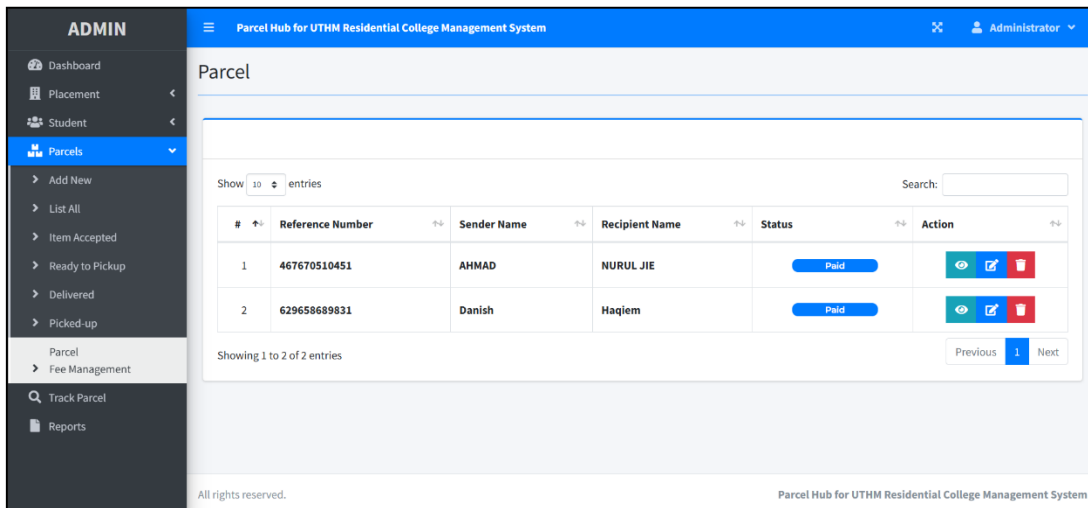 ADMIN
Parcel Hub for UTHM Residential College Management System
Administrator
Dashboard
Placement
Student
Parcels
Add New
List All
Item Accepted
Ready to Pickup
Delivered
Picked-up
Parcel
Fee Management
Track Parcel
Reports
Parcel
Show 10 entries
Search:
# Reference Number Sender Name Recipient Name Status Action
1 467670510451 AHMAD NURUL JIE Paid
2 629658689831 Danish Haqiem Paid
Showing 1 to 2 of 2 entries
Previous 1 Next
All rights reserved.
Parcel Hub for UTHM Residential College Management System